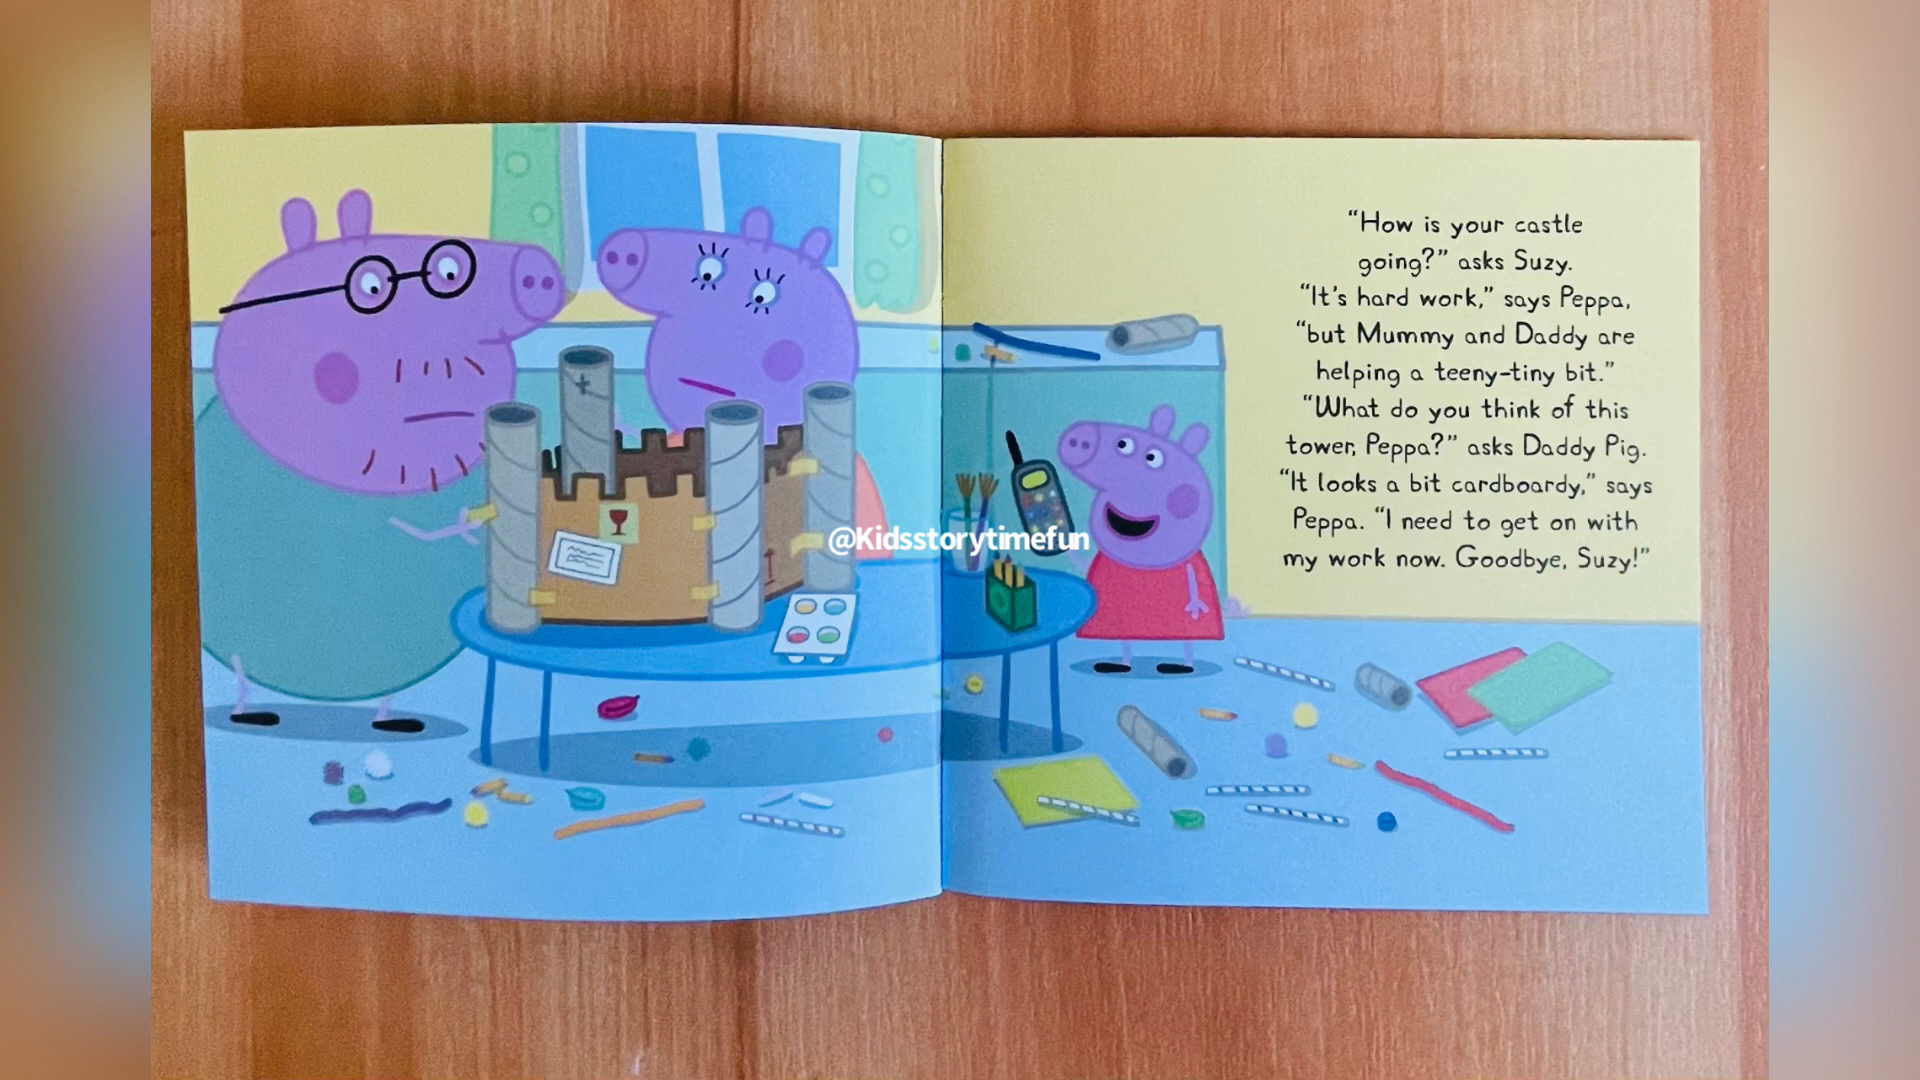 “How is your castle
going?” asks Suzy.
“It’s hard work,” says Peppa,
“but Mummy and Daddy are
helping a teeny-tiny bit.”
“What do you think of this
tower, Peppa?” asks Daddy Pig.
“It looks a bit cardboardy,” says
Peppa. “I need to get on with
my work now. Goodbye, Suzy!”
@Kidsstorytimefun